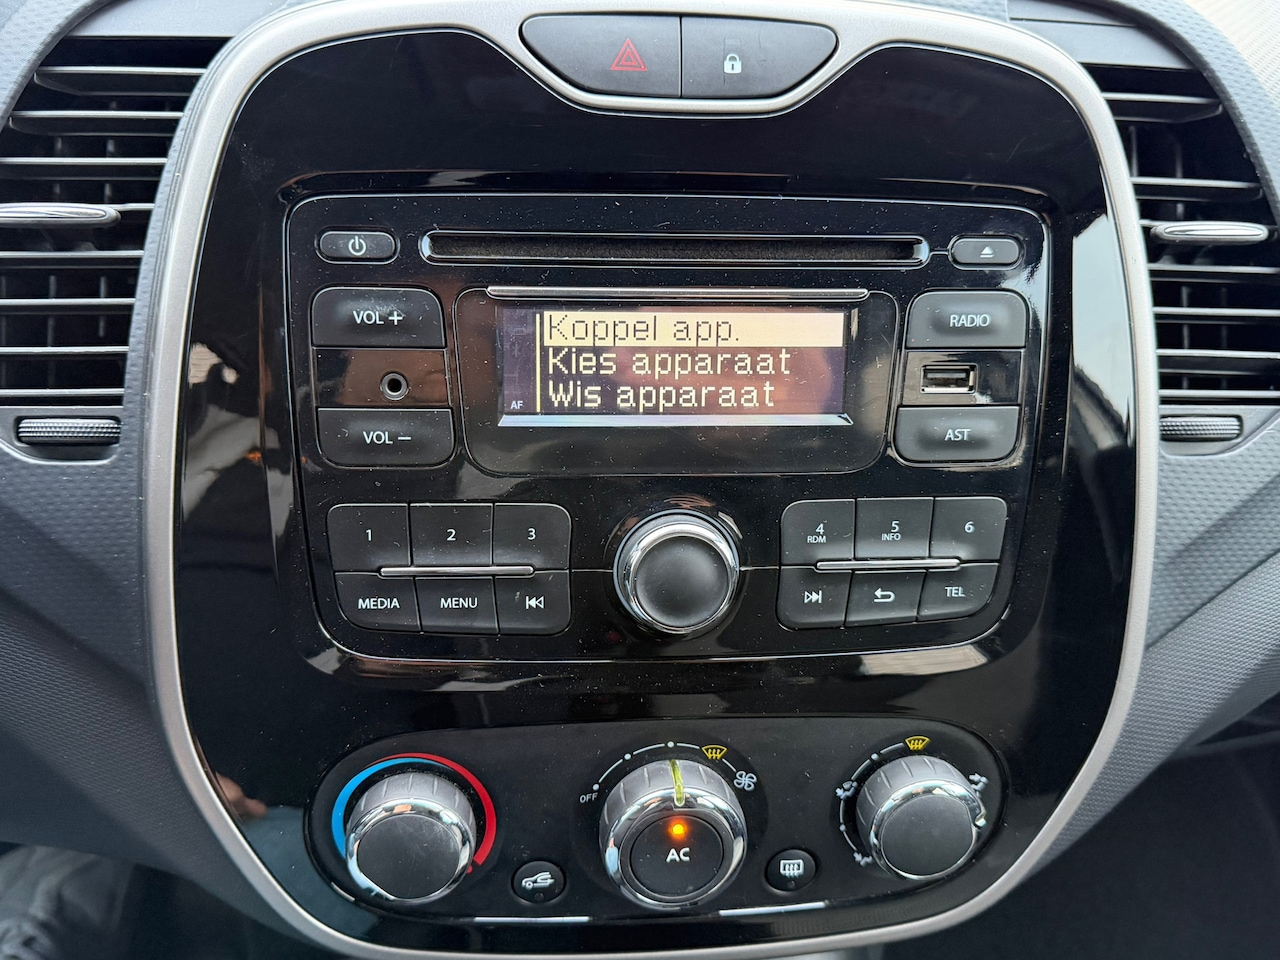 VOL +
VOL −
Koppel app.
Kies apparaat
Wis apparaat
AF
RADIO
AST
1
2
3
4
RDM
5
INFO
6
MEDIA
MENU
TEL
OFF
AC